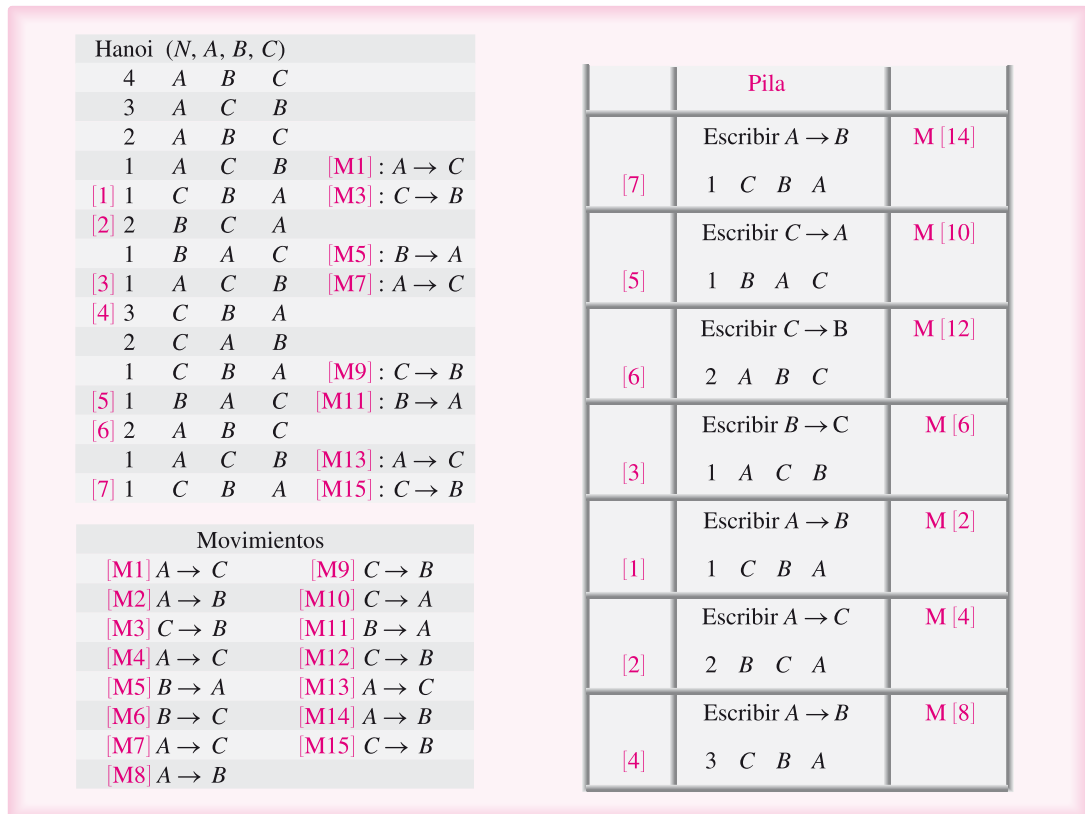 Hanoi (N, A, B, C)
4 A B C
3 A C B
2 A B C
1 A C B [M1] : A → C
[1] 1 C B A [M3] : C → B
[2] 2 B C A
1 B A C [M5] : B → A
[3] 1 A C B [M7] : A → C
[4] 3 C B A
2 C A B
1 C B A [M9] : C → B
[5] 1 B A C [M11] : B → A
[6] 2 A B C
1 A C B [M13] : A → C
[7] 1 C B A [M15] : C → B
Movimientos
[M1] A → C [M9] C → B
[M2] A → B [M10] C → A
[M3] C → B [M11] B → A
[M4] A → C [M12] C → B
[M5] B → A [M13] A → C
[M6] B → C [M14] A → B
[M7] A → C [M15] C → B
[M8] A → B
Pila
Escribir A → B M [14]
[7] 1 C B A
Escribir C → A M [10]
[5] 1 B A C
Escribir C → B M [12]
[6] 2 A B C
Escribir B → C M [6]
[3] 1 A C B
Escribir A → B M [2]
[1] 1 C B A
Escribir A → C M [4]
[2] 2 B C A
Escribir A → B M [8]
[4] 3 C B A